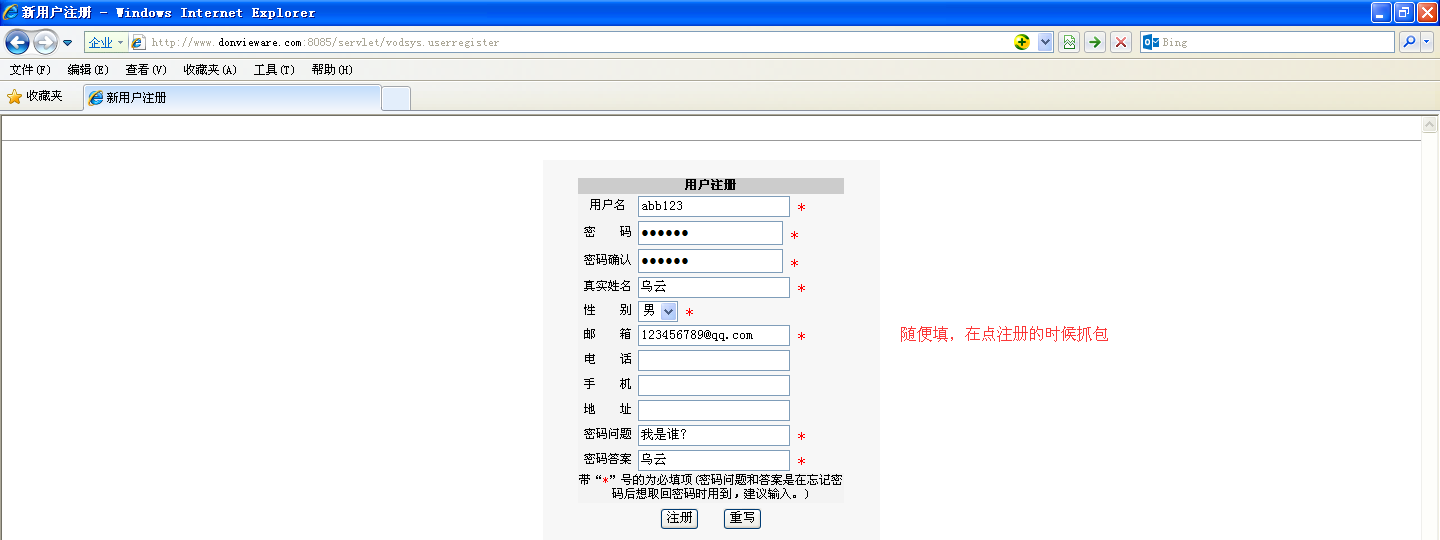 新用户注册 - Windows Internet Explorer
企业 http://www.donvieware.com:8085/servlet/vodsys.userregister Bing
文件(F) 编辑(E) 查看(V) 收藏夹(A) 工具(T) 帮助(H)
收藏夹 新用户注册
用户注册
用户名 abb123 *
密 码 ●●●●●● *
密码确认 ●●●●●● *
真实姓名 乌云 *
性 别 男 *
邮 箱 123456789@qq.com *
随便填，在点注册的时候抓包
电 话
手 机
地 址
密码问题 我是谁? *
密码答案 乌云 *
带“*”号的为必填项(密码问题和答案是在忘记密
码后想取回密码时用到，建议输入。)
注册 重写